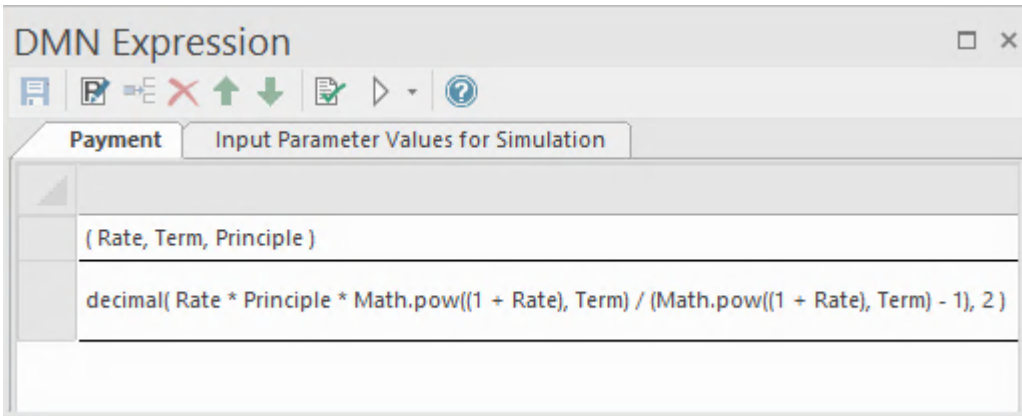 DMN Expression
Payment
Input Parameter Values for Simulation
( Rate, Term, Principle )
decimal( Rate * Principle * Math.pow((1 + Rate), Term) / (Math.pow((1 + Rate), Term) - 1), 2 )